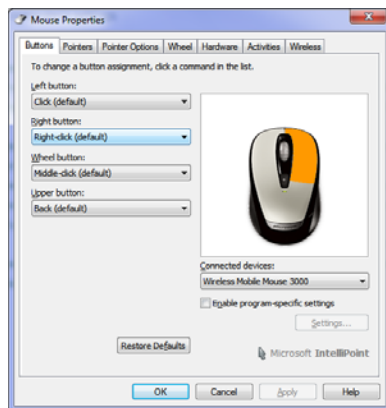 Mouse Properties
Buttons Pointers Pointer Options Wheel Hardware Activities Wireless
To change a button assignment, click a command in the list.
Left button:
Click (default)
Right button:
Right-click (default)
Wheel button:
Middle-click (default)
Upper button:
Back (default)
Connected devices:
Wireless Mobile Mouse 3000
Enable program-specific settings
Settings...
Restore Defaults
Microsoft IntelliPoint
OK Cancel Apply Help